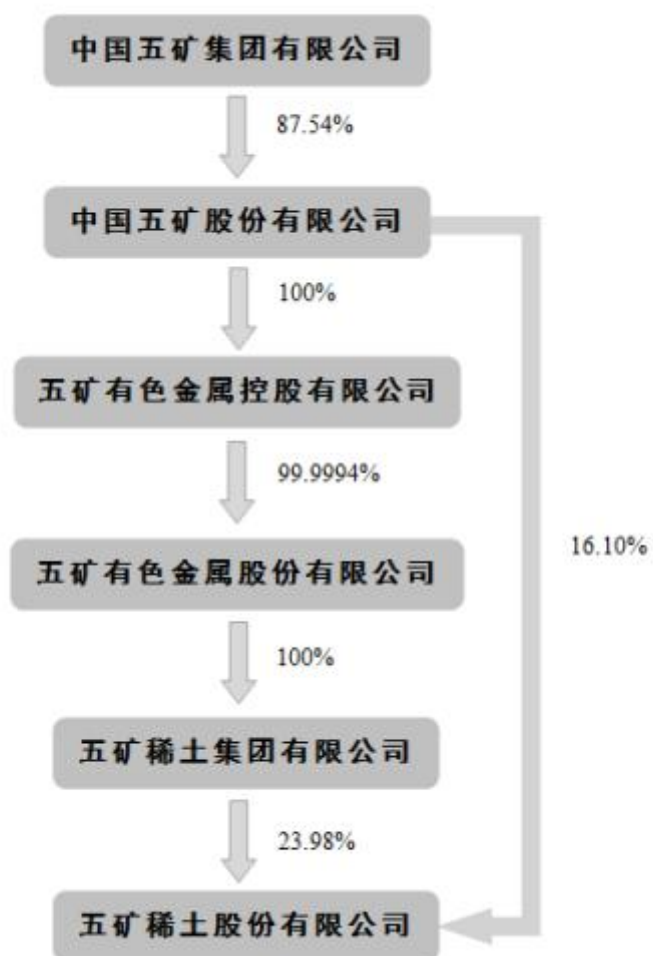 中国五矿集团有限公司
87.54%
中国五矿股份有限公司
100%
五矿有色金属控股有限公司
99.9994%
16.10%
五矿有色金属股份有限公司
100%
五矿稀土集团有限公司
23.98%
五矿稀土股份有限公司